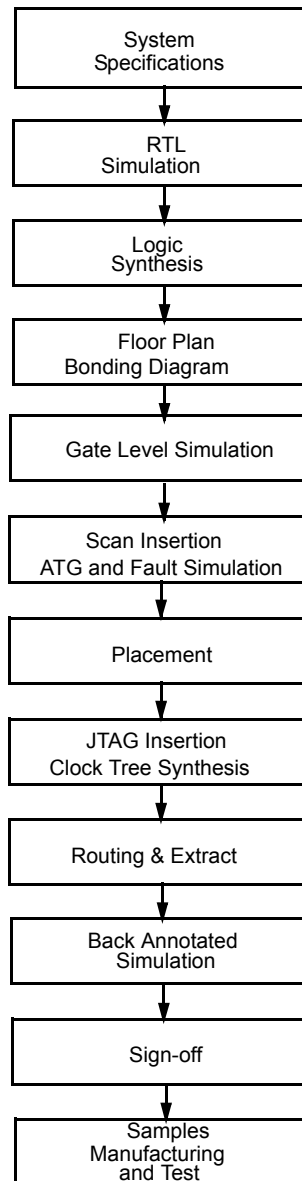 System
Specifications
RTL
Simulation
Logic
Synthesis
Floor Plan
Bonding Diagram
Gate Level Simulation
Scan Insertion
ATG and Fault Simulation
Placement
JTAG Insertion
Clock Tree Synthesis
Routing & Extract
Back Annotated
Simulation
Sign-off
Samples
Manufacturing
and Test